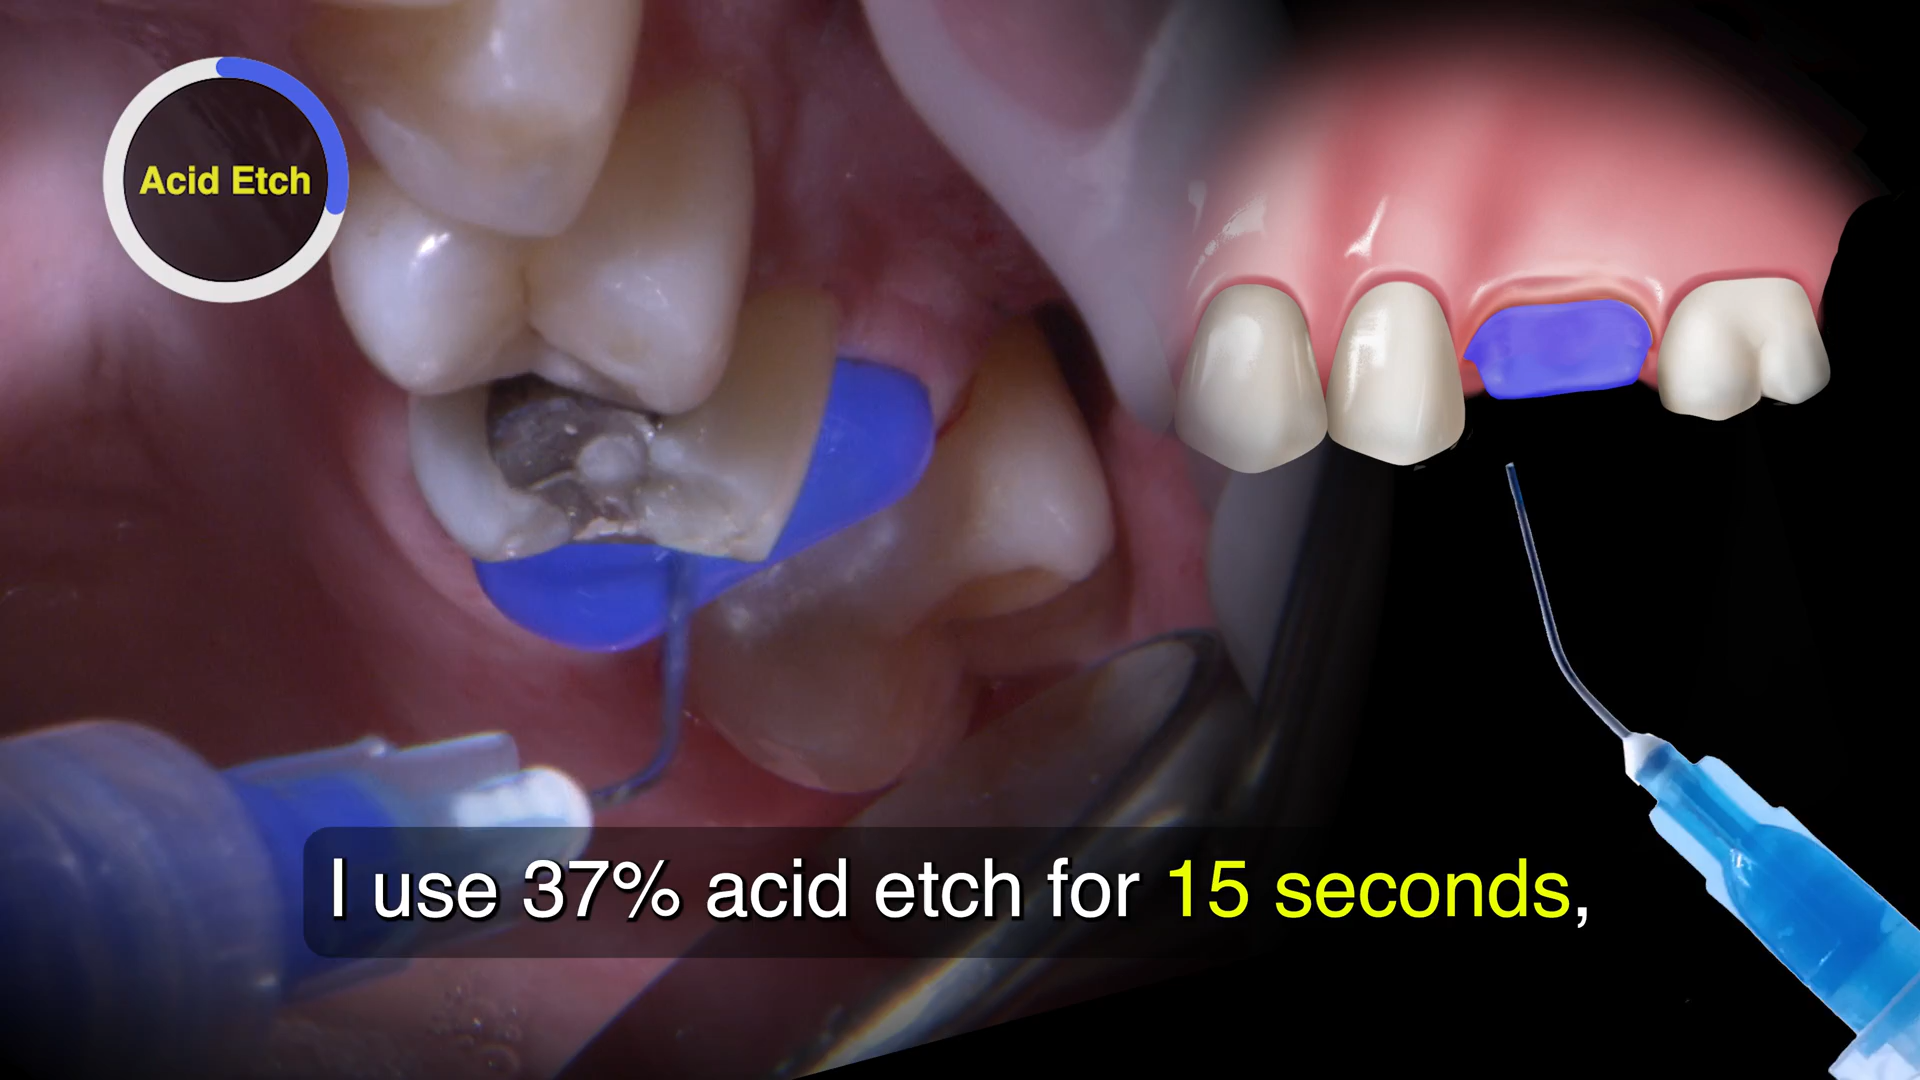 Acid Etch
I use 37% acid etch for 15 seconds,